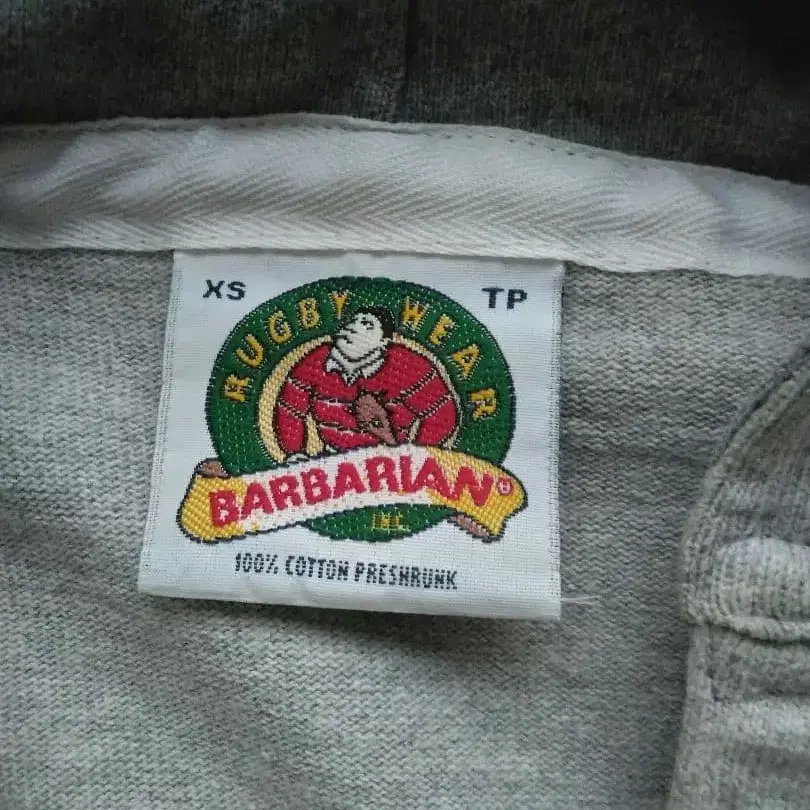 XS TP
RUGBY WEAR
BARBARIAN®
INC.
100% COTTON PRESHRUNK